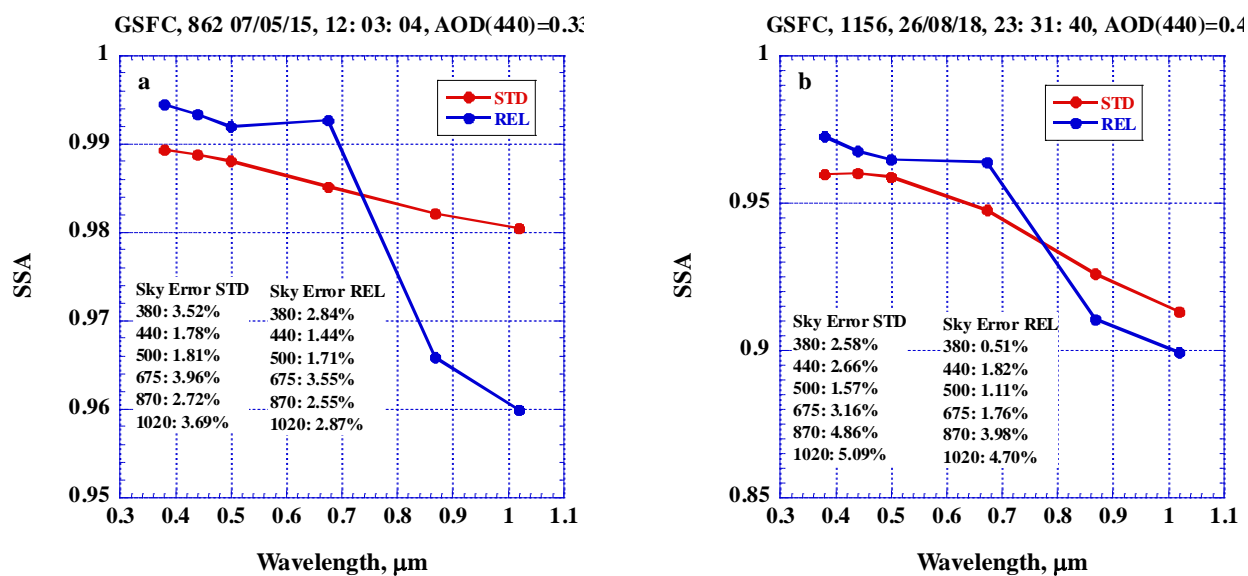 GSFC, 862 07/05/15, 12: 03: 04, AOD(440)=0.33
a
STD
REL
1
0.99
0.98
0.97
0.96
0.95
SSA
Sky Error STD
380: 3.52%
440: 1.78%
500: 1.81%
675: 3.96%
870: 2.72%
1020: 3.69%
Sky Error REL
380: 2.84%
440: 1.44%
500: 1.71%
675: 3.55%
870: 2.55%
1020: 2.87%
0.3 0.4 0.5 0.6 0.7 0.8 0.9 1 1.1
Wavelength, μm
GSFC, 1156, 26/08/18, 23: 31: 40, AOD(440)=0.4
b
STD
REL
1
0.95
0.9
0.85
SSA
Sky Error STD
380: 2.58%
440: 2.66%
500: 1.57%
675: 3.16%
870: 4.86%
1020: 5.09%
Sky Error REL
380: 0.51%
440: 1.82%
500: 1.11%
675: 1.76%
870: 3.98%
1020: 4.70%
0.3 0.4 0.5 0.6 0.7 0.8 0.9 1 1.1
Wavelength, μm